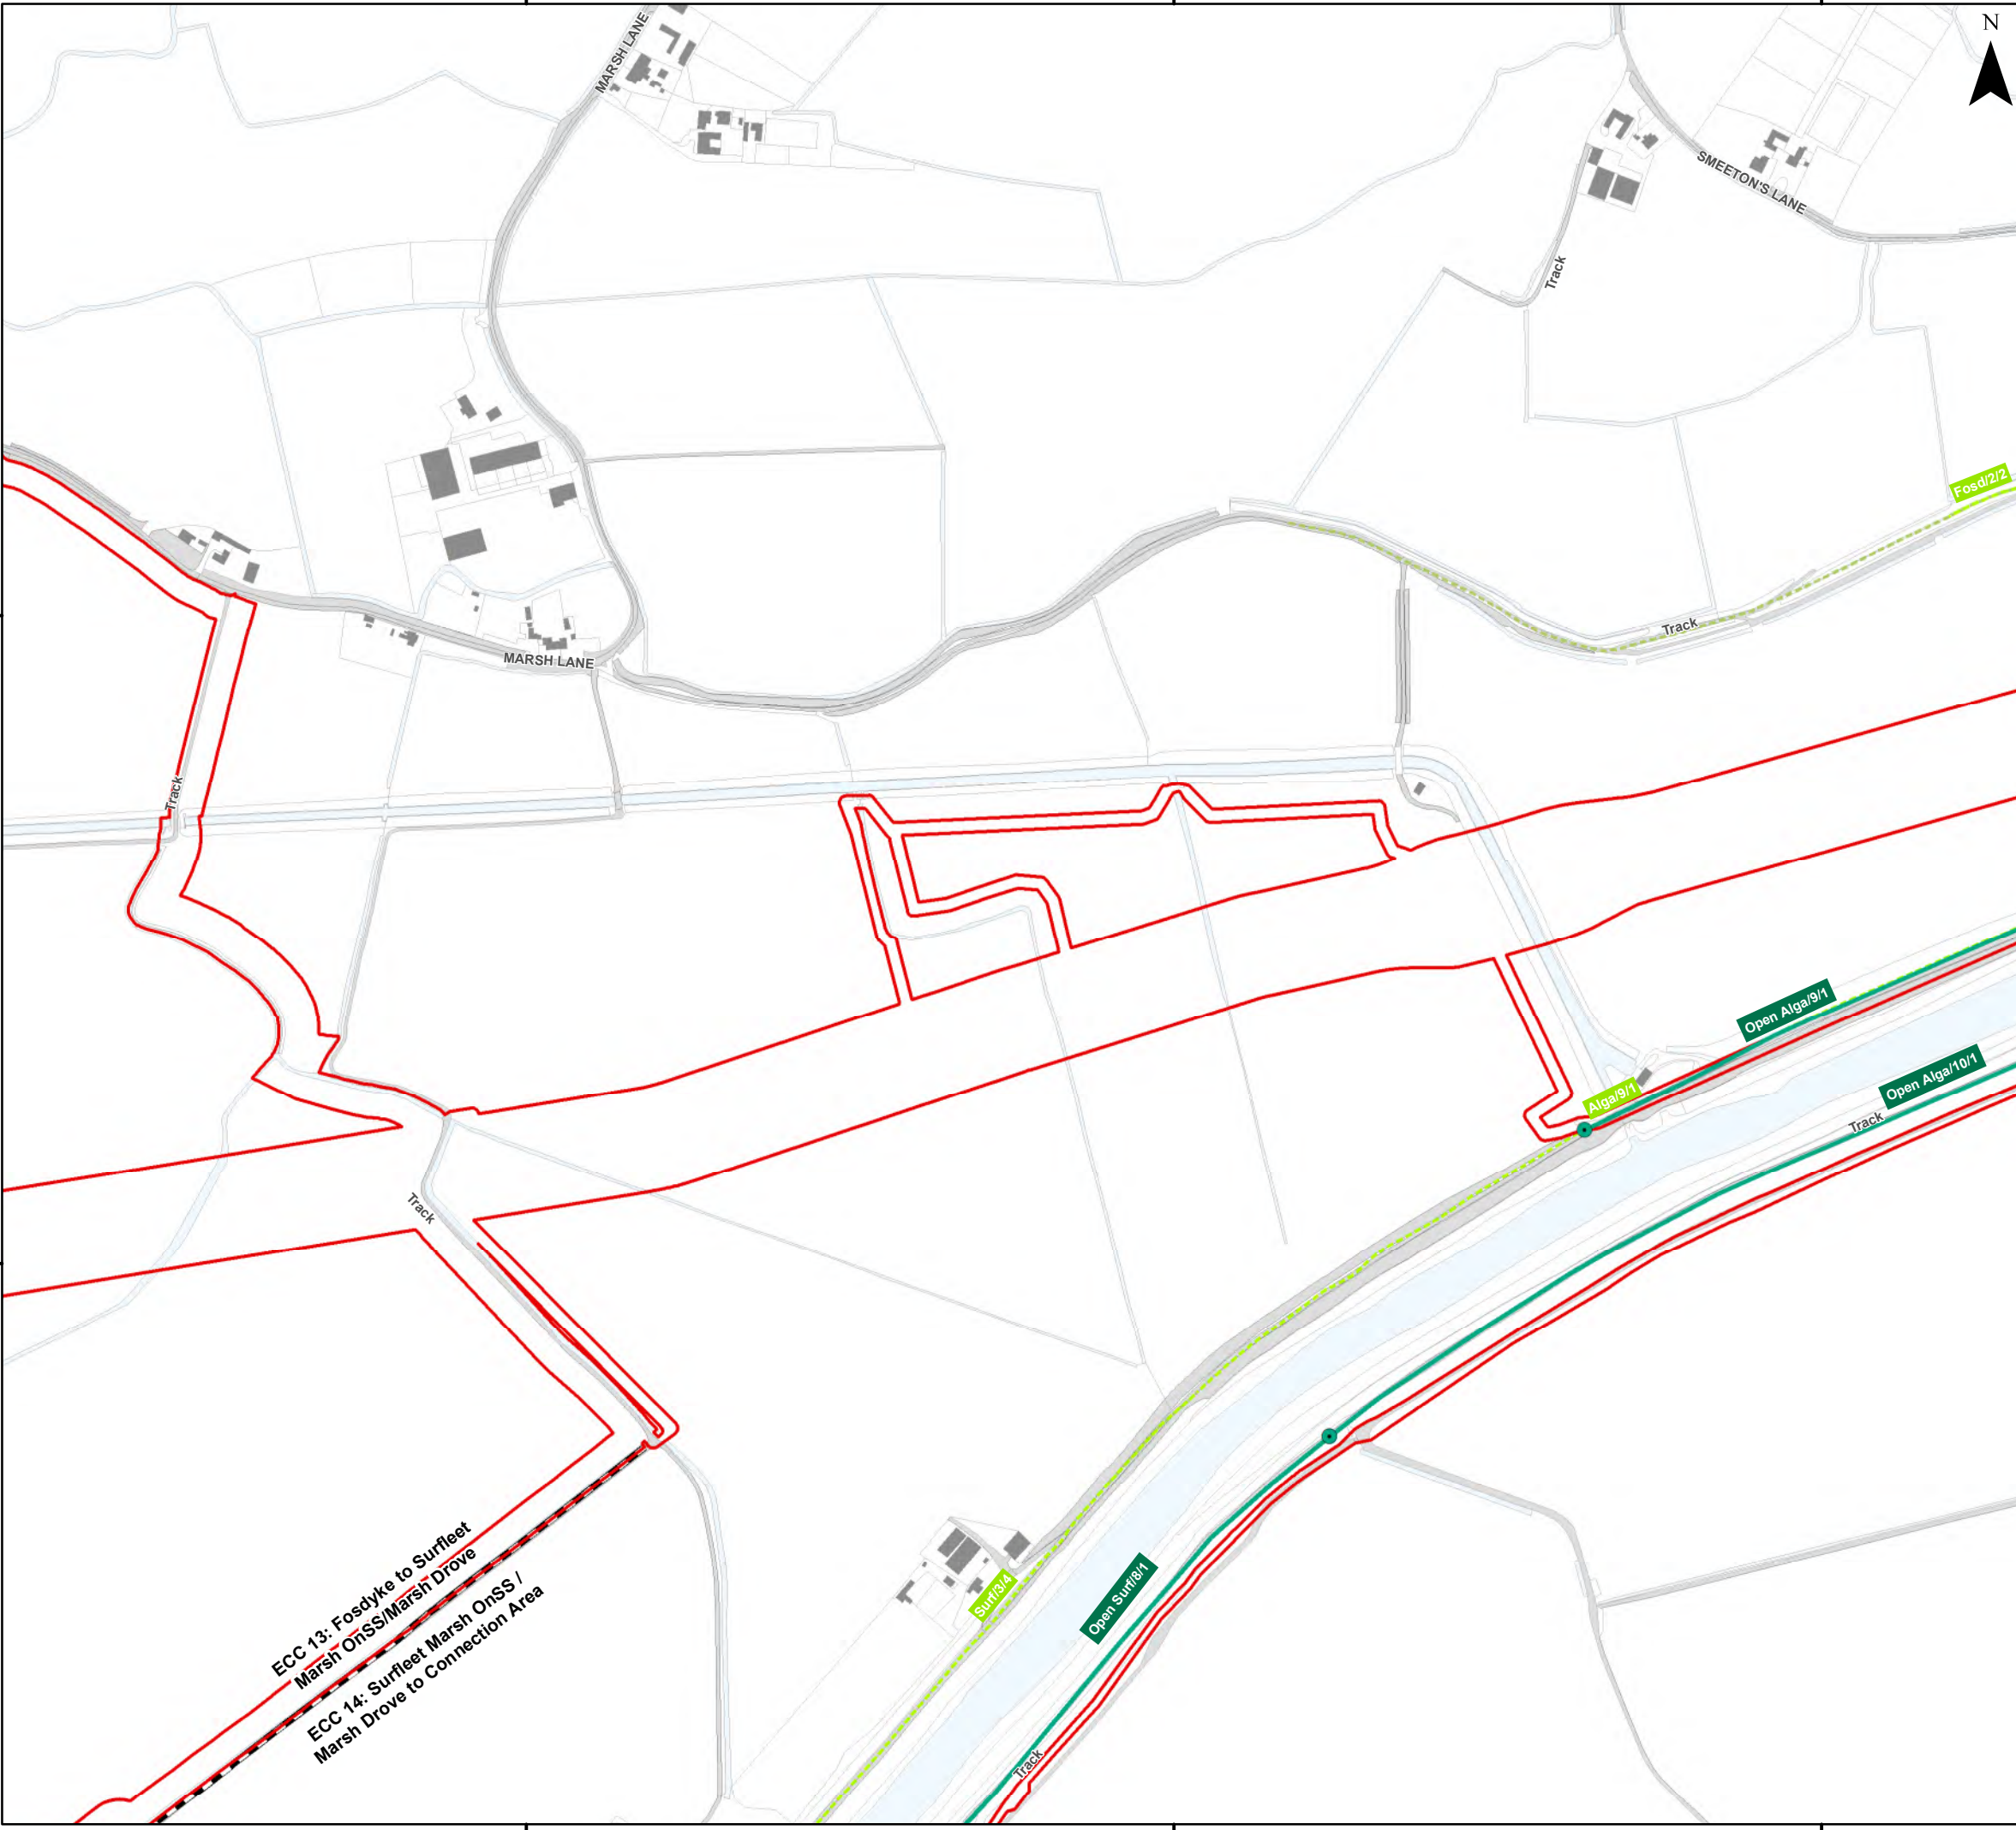 N
MARSH LANE
SMEETON'S LANE
Track
Fosd/2/2
Track
MARSH LANE
Track
Open Alga/9/1
Alga/9/1
Open Alga/10/1
Track
Track
ECC 13: Fosdyke to Surfleet
Marsh OnSS/Marsh Drove
ECC 14: Surfleet Marsh OnSS /
Marsh Drove to Connection Area
Surf/3/4
Open Surf/8/1
Track